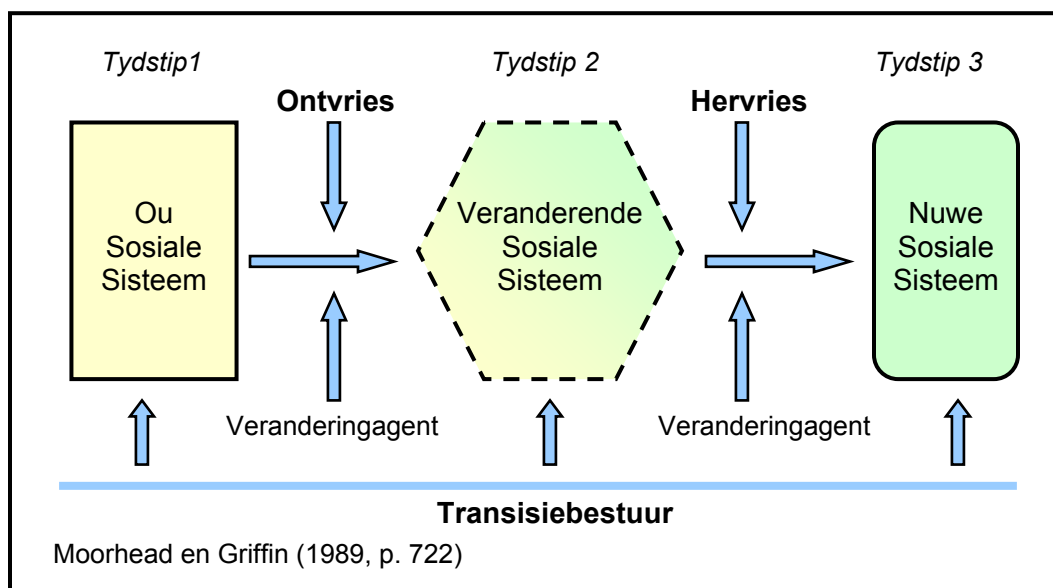 Tydstip1
Tydstip 2
Tydstip 3
Ontvries
Hervries
Ou
Sosiale
Sisteem
Veranderende
Sosiale
Sisteem
Nuwe
Sosiale
Sisteem
Veranderingagent
Veranderingagent
Transisiebestuur
Moorhead en Griffin (1989, p. 722)